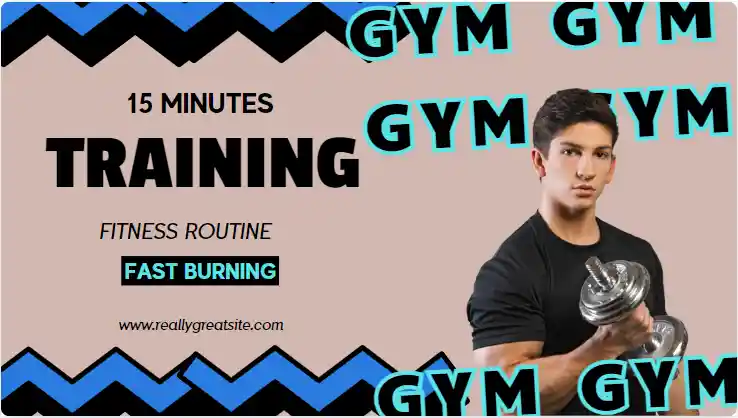 GYM GYM
GYM GYM
15 MINUTES
TRAINING
FITNESS ROUTINE
FAST BURNING
www.reallygreatsite.com
GYM GYM